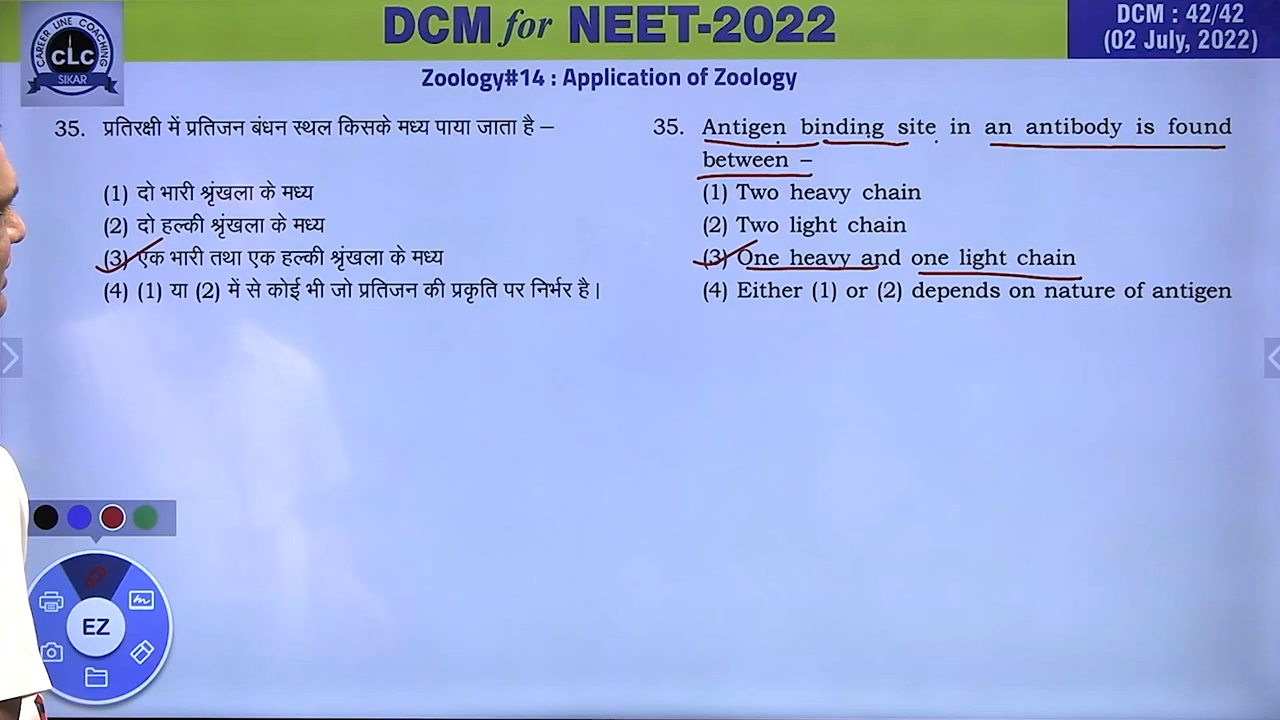 CAREER LINE COACHING
CLC
SIKAR
DCM for NEET-2022
DCM : 42/42
(02 July, 2022)
Zoology#14 : Application of Zoology
35. प्रतिरक्षी में प्रतिजन बंधन स्थल किसके मध्य पाया जाता है –
(1) दो भारी श्रृंखला के मध्य
(2) दो हल्की श्रृंखला के मध्य
(3) एक भारी तथा एक हल्की श्रृंखला के मध्य
(4) (1) या (2) में से कोई भी जो प्रतिजन की प्रकृति पर निर्भर है।
35. Antigen binding site in an antibody is found
between –
(1) Two heavy chain
(2) Two light chain
(3) One heavy and one light chain
(4) Either (1) or (2) depends on nature of antigen
EZ